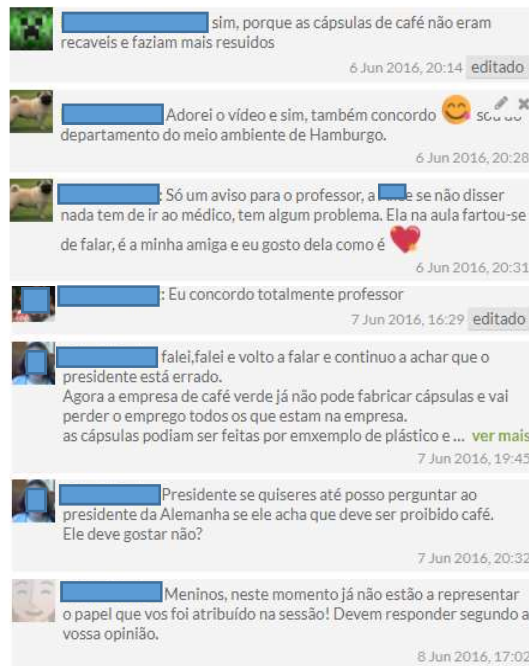 sim, porque as cápsulas de café não eram
recaveis e faziam mais resuidos
6 Jun 2016, 20:14 editado
Adorei o vídeo e sim, também concordo
departamento do meio ambiente de Hamburgo.
6 Jun 2016, 20:28
: Só um aviso para o professor, a e se não disser
nada tem de ir ao médico, tem algum problema. Ela na aula fartou-se
de falar, é a minha amiga e eu gosto dela como é
6 Jun 2016, 20:31
: Eu concordo totalmente professor
7 Jun 2016, 16:29 editado
falei,falei e volto a falar e continuo a achar que o
presidente está errado.
Agora a empresa de café verde já não pode fabricar cápsulas e vai
perder o emprego todos os que estam na empresa.
as cápsulas podiam ser feitas por emxemplo de plástico e ... ver mais
7 Jun 2016, 19:45
Presidente se quiseres até posso perguntar ao
presidente da Alemanha se ele acha que deve ser proibido café.
Ele deve gostar não?
7 Jun 2016, 20:32
Meninos, neste momento já não estão a representar
o papel que vos foi atribuído na sessão! Devem responder segundo a
vossa opinião.
8 Jun 2016, 17:02